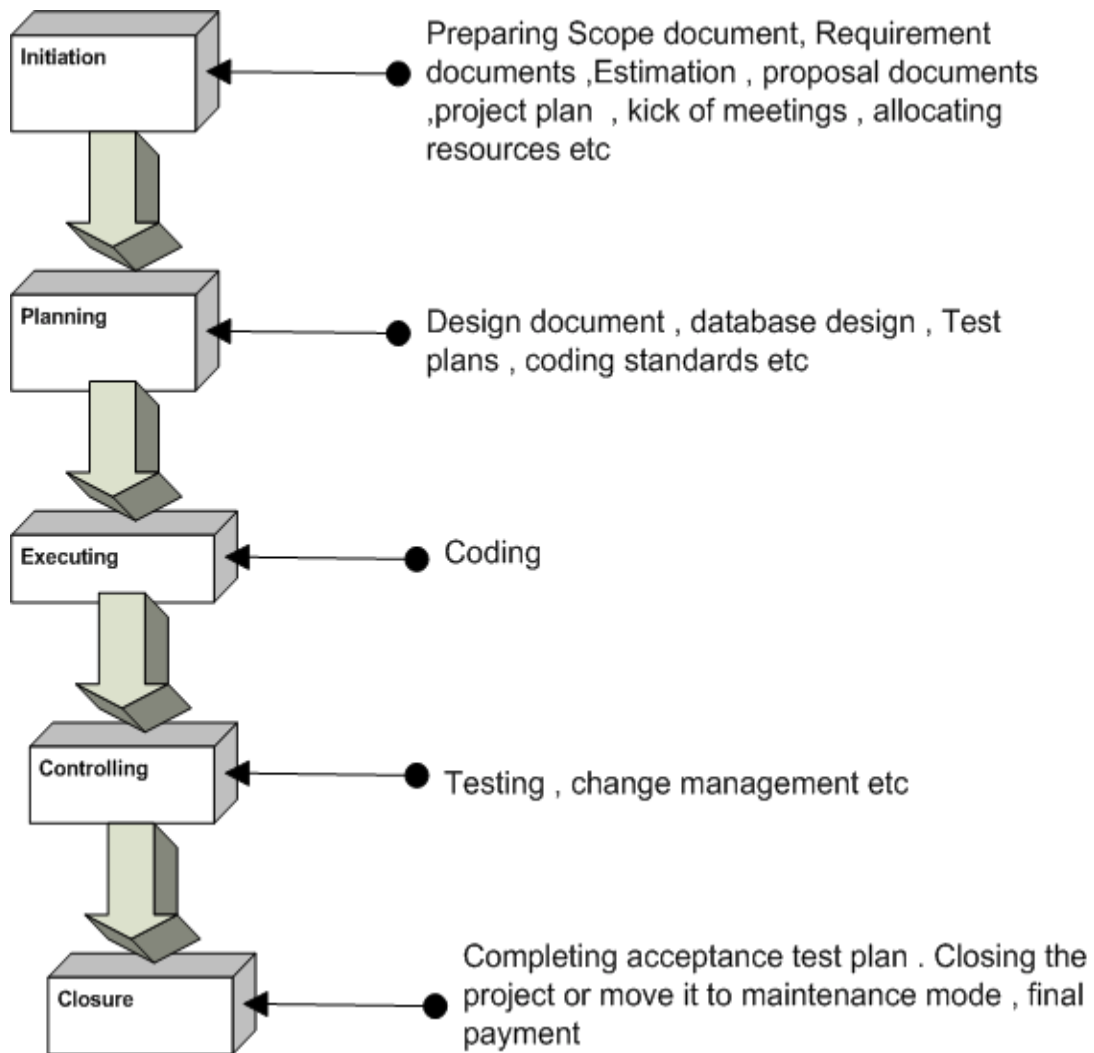 Initiation
Preparing Scope document, Requirement
documents ,Estimation , proposal documents
,project plan , kick of meetings , allocating
resources etc
Planning
Design document , database design , Test
plans , coding standards etc
Executing
Coding
Controlling
Testing , change management etc
Closure
Completing acceptance test plan . Closing the
project or move it to maintenance mode , final
payment